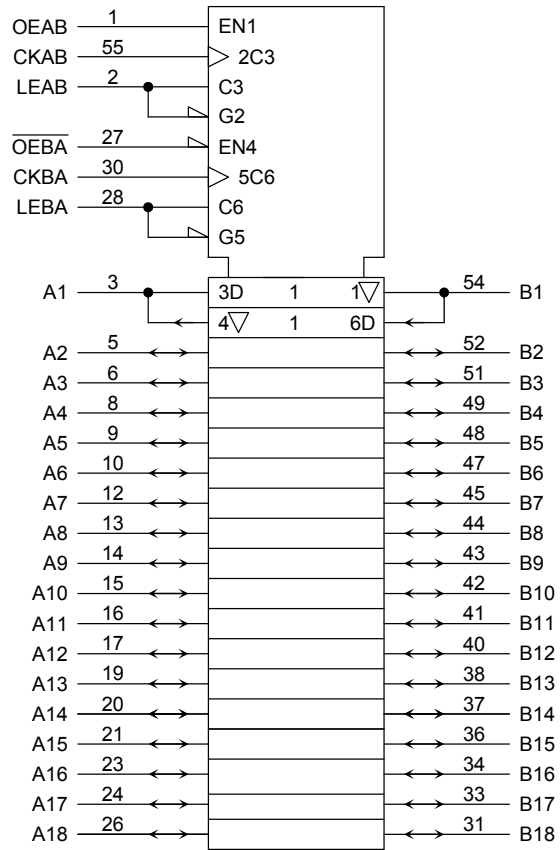 OEAB 1 EN1
CKAB 55 2C3
LEAB 2 C3
G2
OEBA 27 EN4
CKBA 30 5C6
LEBA 28 C6
G5
A1 3 3D 1 1 54 B1
4 1 6D
A2 5 52 B2
A3 6 51 B3
A4 8 49 B4
A5 9 48 B5
A6 10 47 B6
A7 12 45 B7
A8 13 44 B8
A9 14 43 B9
A10 15 42 B10
A11 16 41 B11
A12 17 40 B12
A13 19 38 B13
A14 20 37 B14
A15 21 36 B15
A16 23 34 B16
A17 24 33 B17
A18 26 31 B18